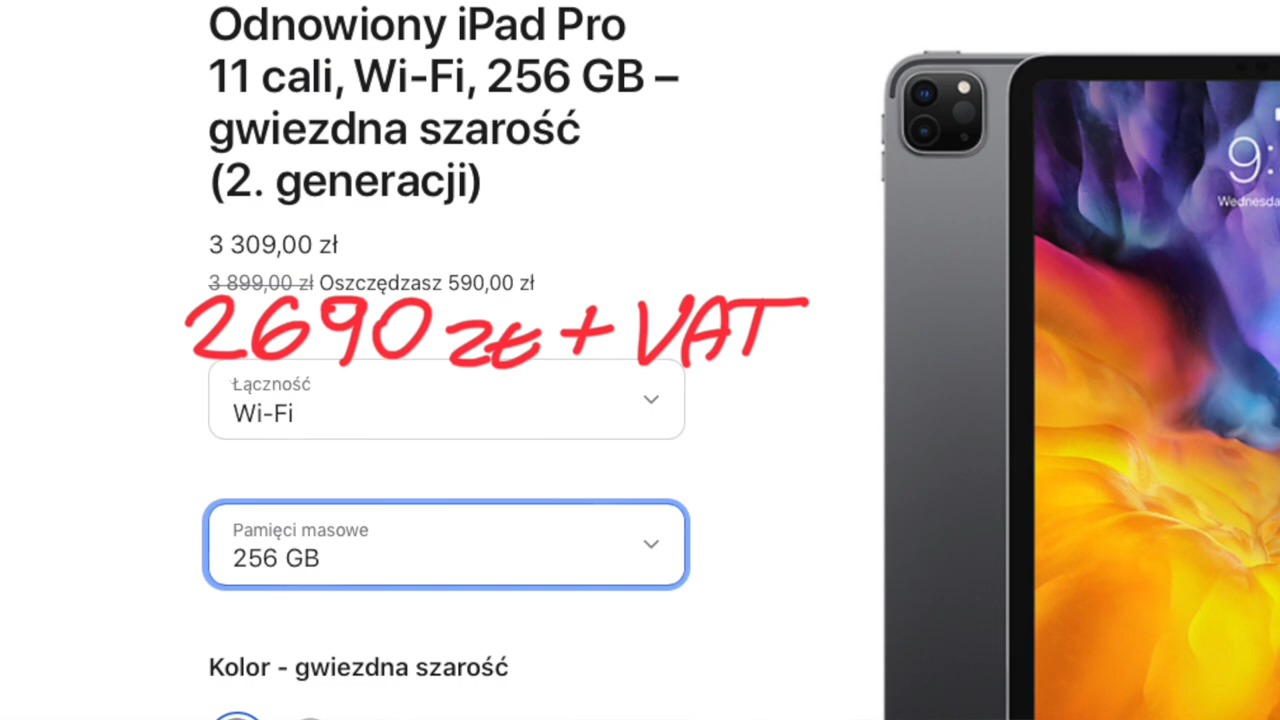 Odnowiony iPad Pro
11 cali, Wi-Fi, 256 GB –
gwiezdna szarość
(2. generacji)
3 309,00 zł
3 899,00 zł Oszczędzasz 590,00 zł
2690 zł + VAT
Łączność
Wi-Fi
Pamięci masowe
256 GB
Kolor - gwiezdna szarość
9:
Wednesda